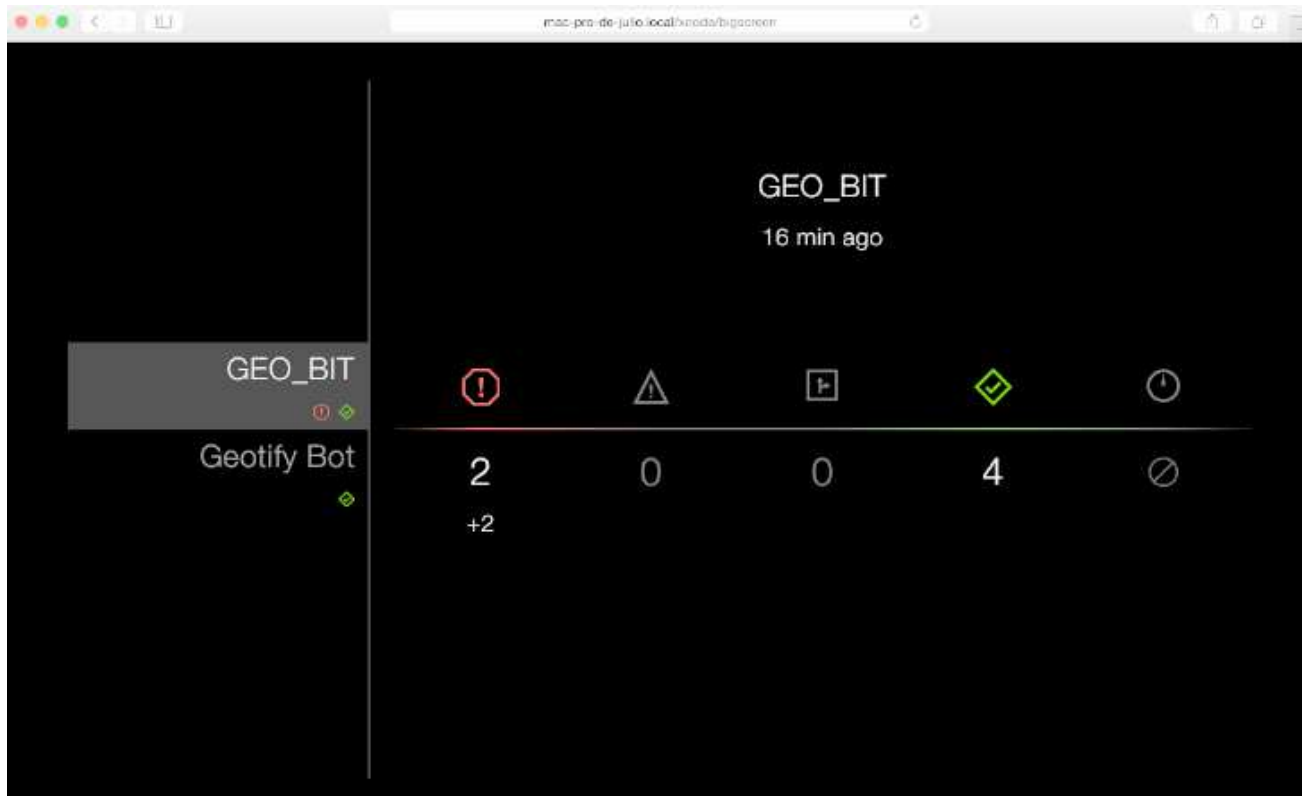 mac-pro-de-julio.local/xcode/bigscreen
GEO_BIT
16 min ago
GEO_BIT
Geotify Bot
2
0
0
4
+2